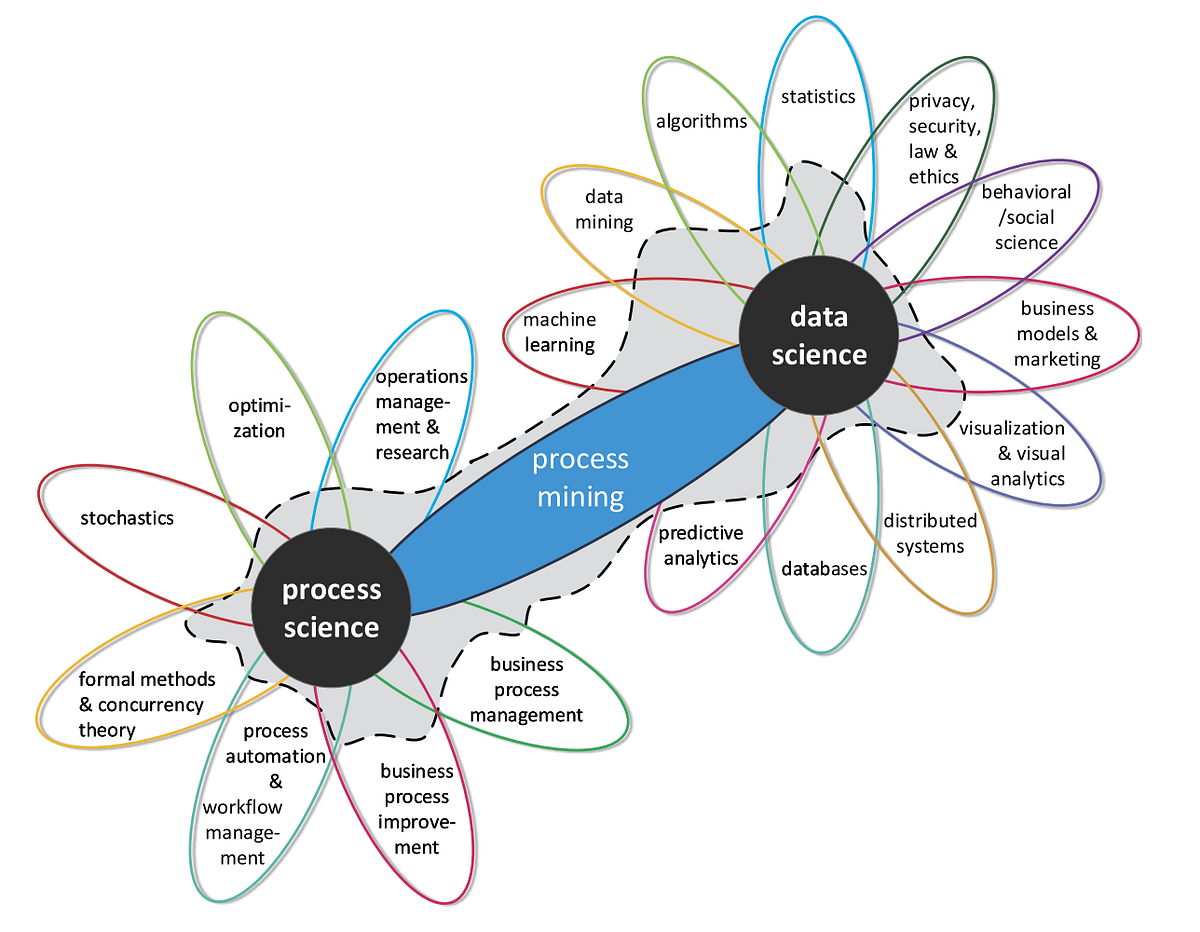 statistics
algorithms
privacy,
security,
law &
ethics
data
mining
behavioral
/social
science
machine
learning
business
models &
marketing
data
science
visualization
& visual
analytics
distributed
systems
databases
predictive
analytics
process
mining
operations
manage-
ment &
research
optimi-
zation
stochastics
process
science
formal methods
& concurrency
theory
process
automation
&
workflow
manage-
ment
business
process
improve-
ment
business
process
management